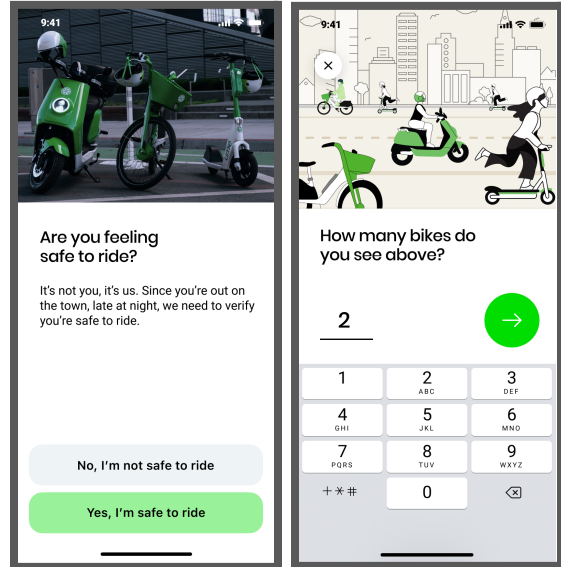 9:41
Are you feeling
safe to ride?
It's not you, it's us. Since you're out on
the town, late at night, we need to verify
you're safe to ride.
No, I'm not safe to ride
Yes, I'm safe to ride
9:41
How many bikes do
you see above?
2
1
2
ABC
3
DEF
4
GHI
5
JKL
6
MNO
7
PQRS
8
TUV
9
WXYZ
+*#
0